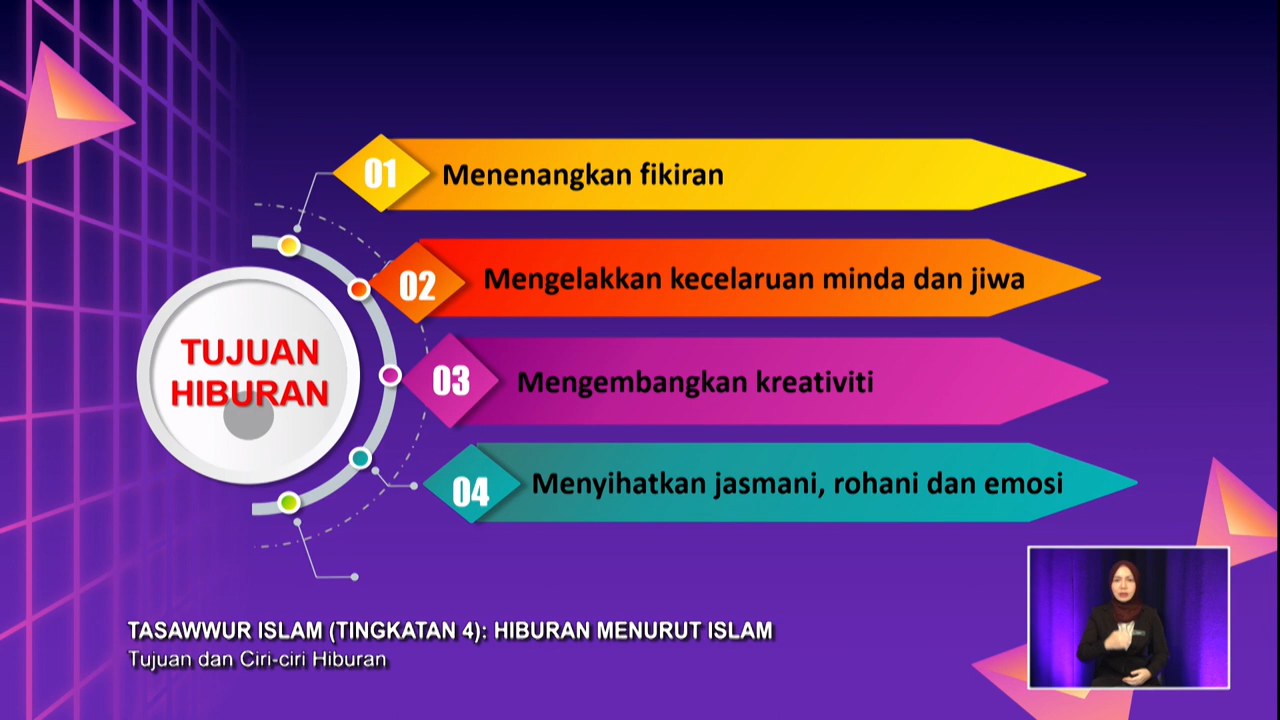 01 Menenangkan fikiran
02 Mengelakkan kecelaruan minda dan jiwa
TUJUAN
HIBURAN
03 Mengembangkan kreativiti
04 Menyihatkan jasmani, rohani dan emosi
TASAWWUR ISLAM (TINGKATAN 4): HIBURAN MENURUT ISLAM
Tujuan dan Ciri-ciri Hiburan